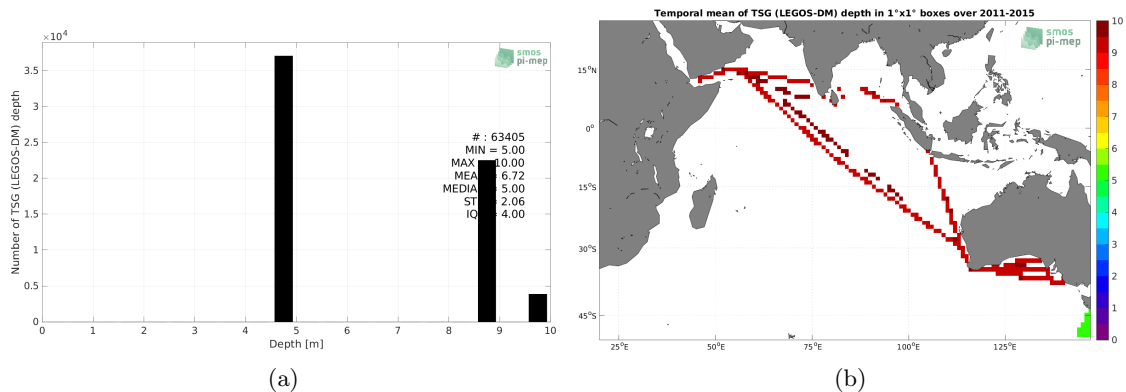 ×10⁴
3.5
3
2.5
2
1.5
1
0.5
0
Number of TSG (LEGOS-DM) depth
smos
pi-mep
# : 63405
MIN = 5.00
MAX 10.00
MEA 6.72
MEDIA 5.00
ST = 2.06
IQ = 4.00
0 1 2 3 4 5 6 7 8 9 10
Depth [m]
(a)
Temporal mean of TSG (LEGOS-DM) depth in 1°x1° boxes over 2011-2015
smos
pi-mep
15°N
0°
15°S
30°S
45°S
25°E 50°E 75°E 100°E 125°E
10
9
8
7
6
5
4
3
2
1
0
(b)